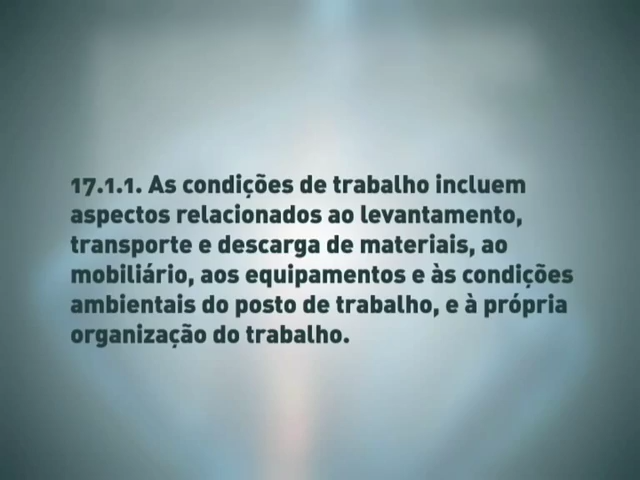 17.1.1. As condições de trabalho incluem
aspectos relacionados ao levantamento,
transporte e descarga de materiais, ao
mobiliário, aos equipamentos e às condições
ambientais do posto de trabalho, e à própria
organização do trabalho.